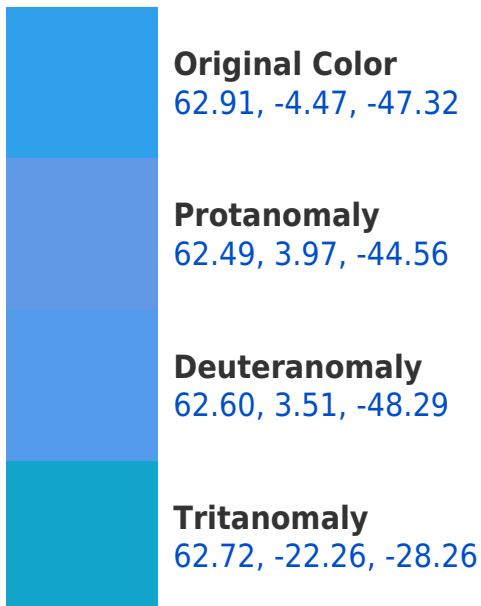 Original Color
62.91, -4.47, -47.32
Protanomaly
62.49, 3.97, -44.56
Deuteranomaly
62.60, 3.51, -48.29
Tritanomaly
62.72, -22.26, -28.26